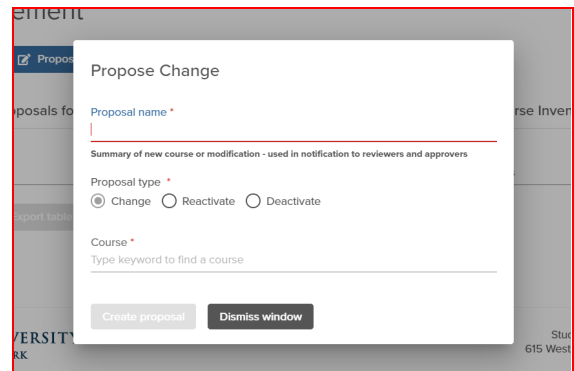 ement
Propos
Propose Change
oposals fo
rse Inven
Proposal name *
Summary of new course or modification - used in notification to reviewers and approvers
Proposal type *
Change Reactivate Deactivate
Export table
Course *
Type keyword to find a course
Create proposal Dismiss window
VERSITY
RK
Stud
615 West